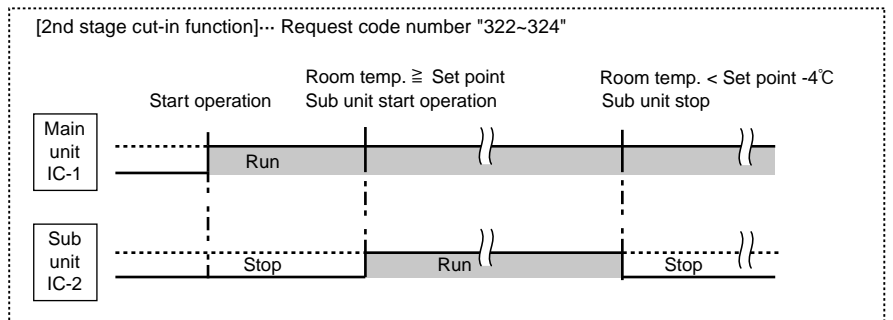 [2nd stage cut-in function]··· Request code number "322~324"
Start operation
Room temp. ≧ Set point
Sub unit start operation
Room temp. < Set point -4℃
Sub unit stop
Main
unit
IC-1
Run
Sub
unit
IC-2
Stop
Run
Stop